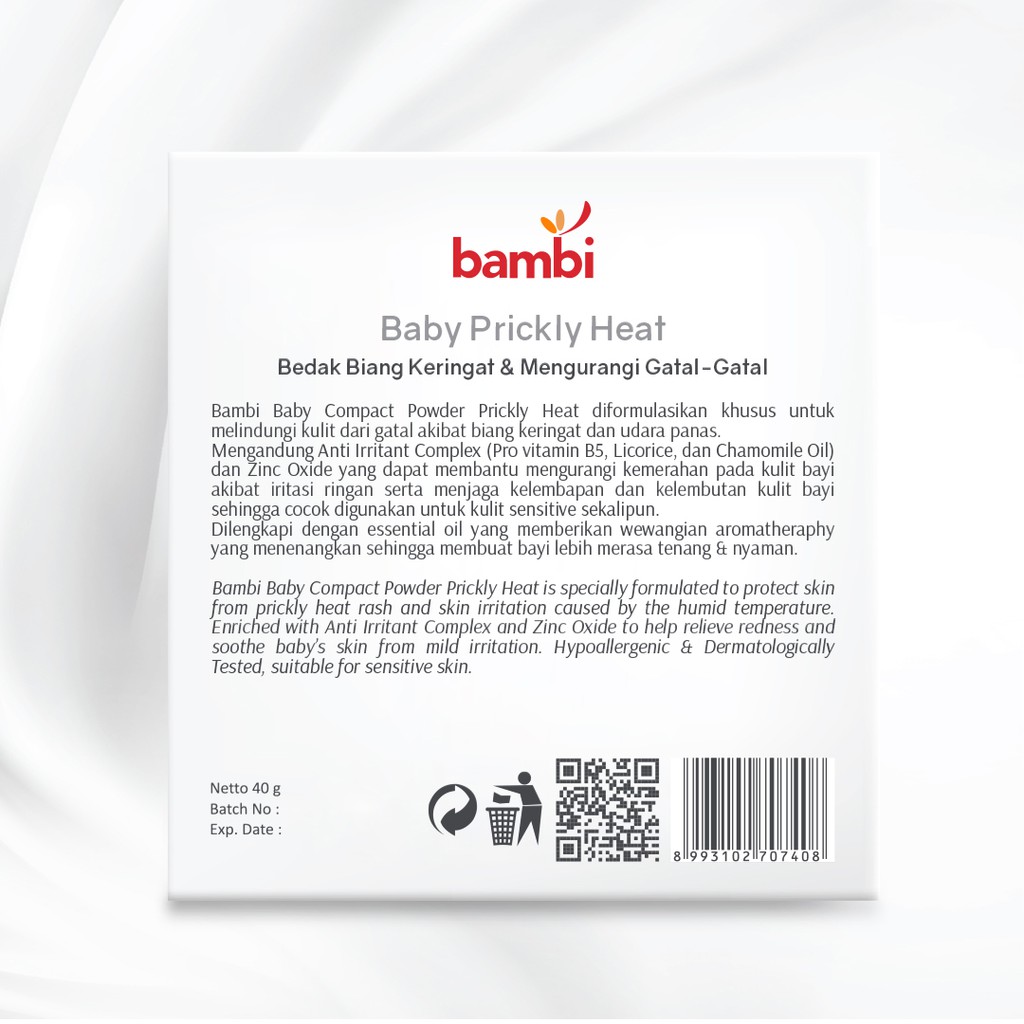 bambi
Baby Prickly Heat
Bedak Biang Keringat & Mengurangi Gatal-Gatal
Bambi Baby Compact Powder Prickly Heat diformulasikan khusus untuk
melindungi kulit dari gatal akibat biang keringat dan udara panas.
Mengandung Anti Irritant Complex (Pro vitamin B5, Licorice, dan Chamomile Oil)
dan Zinc Oxide yang dapat membantu mengurangi kemerahan pada kulit bayi
akibat iritasi ringan serta menjaga kelembapan dan kelembutan kulit bayi
sehingga cocok digunakan untuk kulit sensitive sekalipun.
Dilengkapi dengan essential oil yang memberikan wewangian aromatheraphy
yang menenangkan sehingga membuat bayi lebih merasa tenang & nyaman.
Bambi Baby Compact Powder Prickly Heat is specially formulated to protect skin
from prickly heat rash and skin irritation caused by the humid temperature.
Enriched with Anti Irritant Complex and Zinc Oxide to help relieve redness and
soothe baby's skin from mild irritation. Hypoallergenic & Dermatologically
Tested, suitable for sensitive skin.
Netto 40 g
Batch No :
Exp. Date :
8 993102 707408